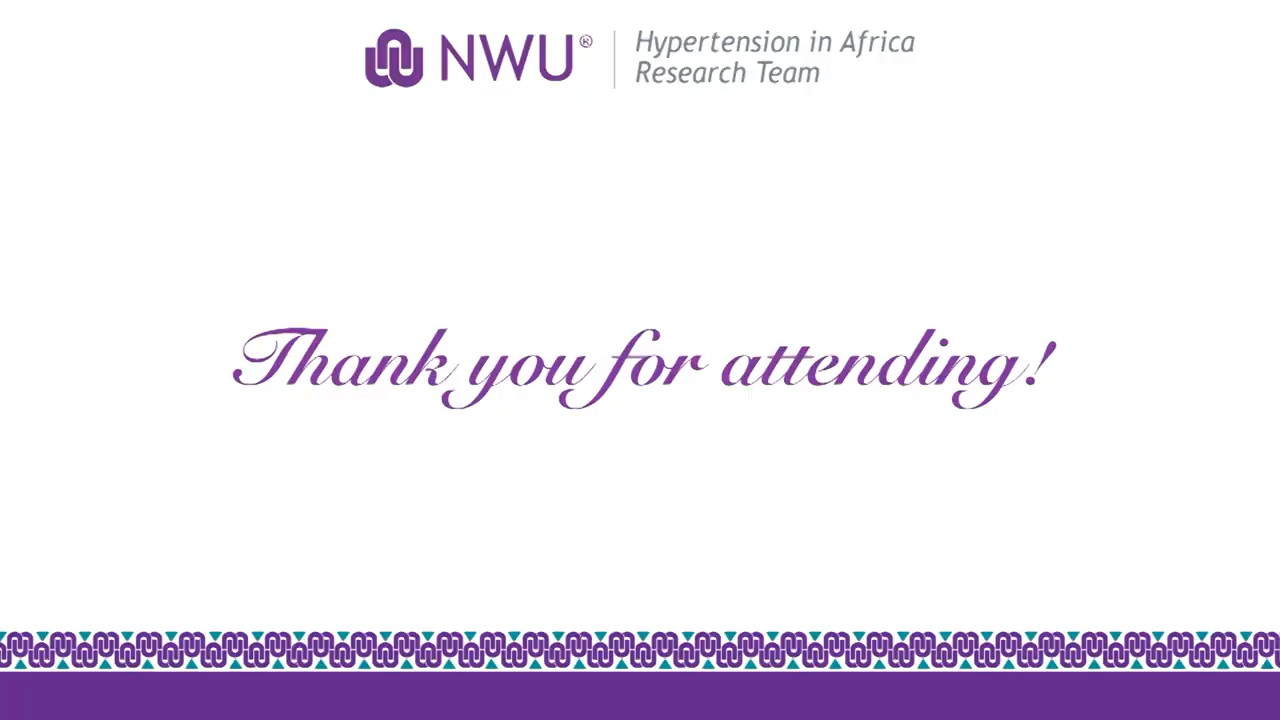 NWU®
Hypertension in Africa
Research Team
Thank you for attending!